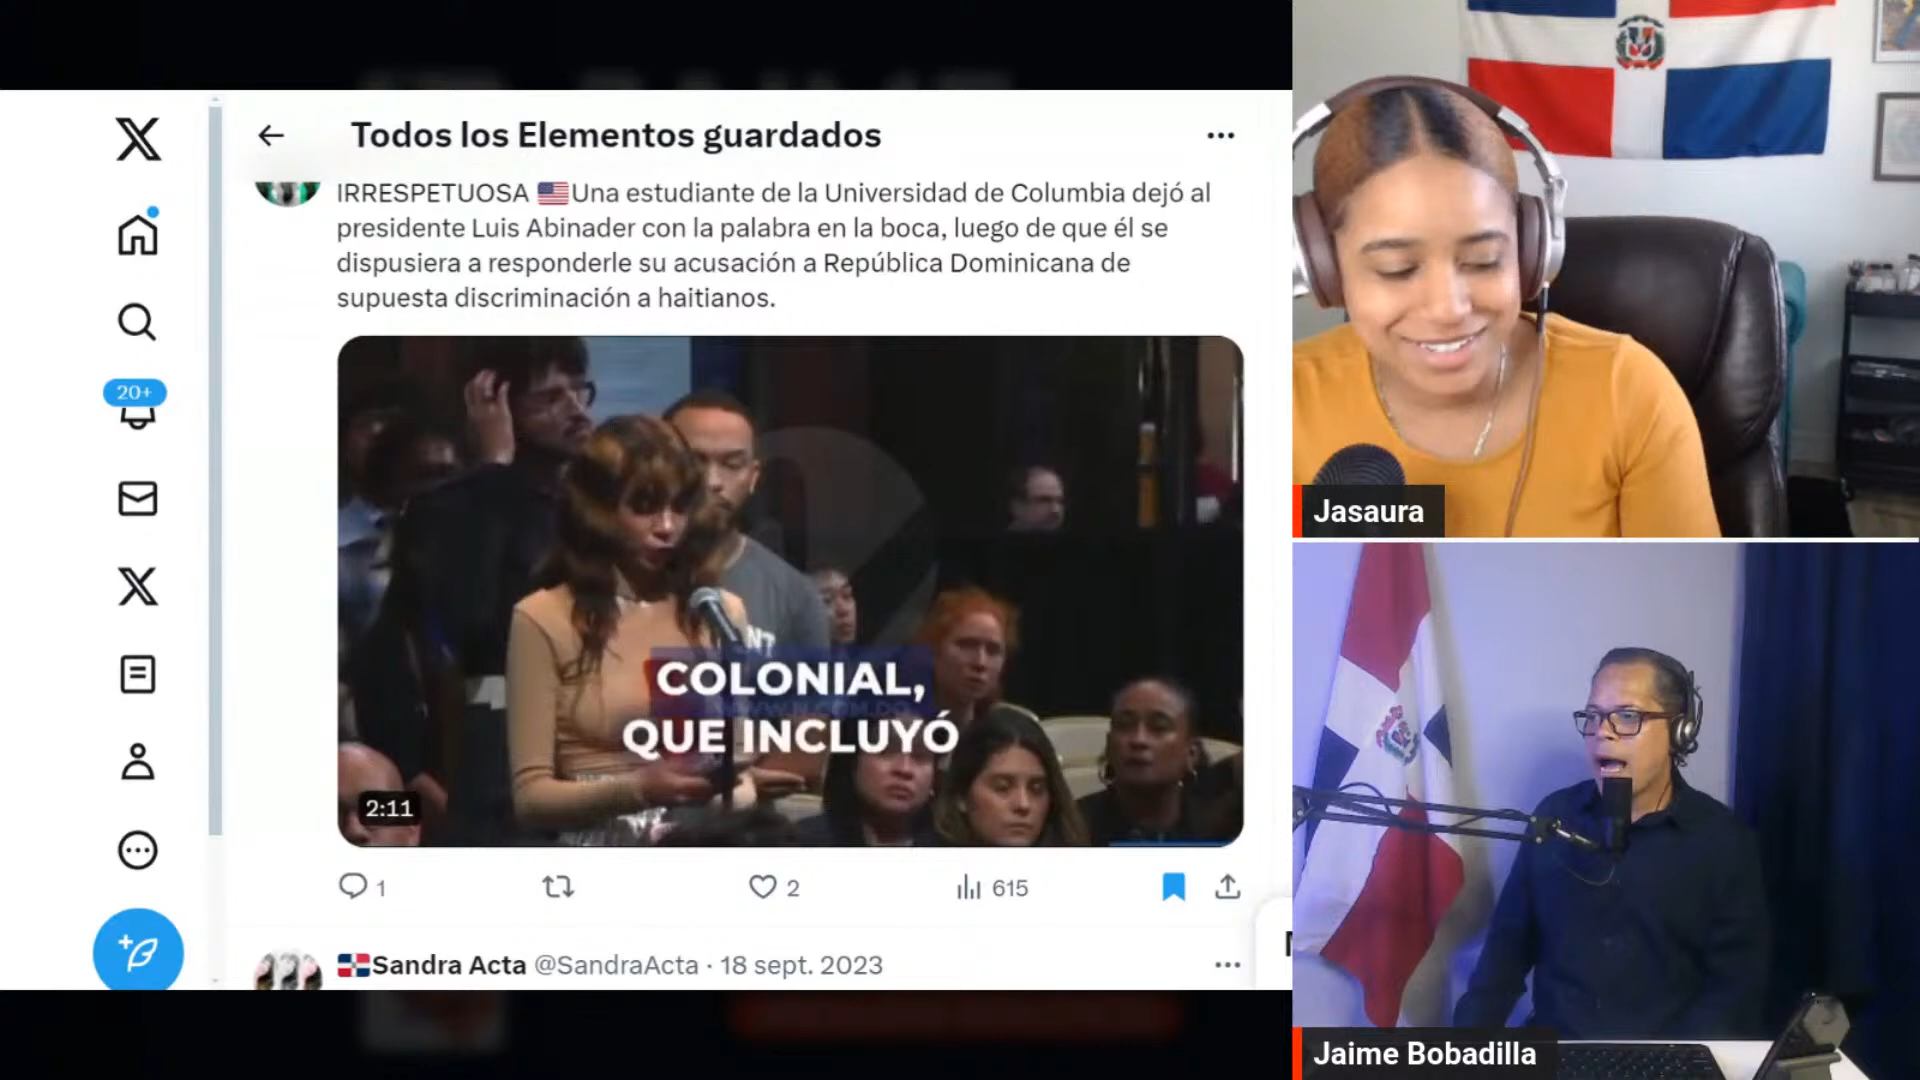 Todos los Elementos guardados
IRRESPETUOSA 🇺🇸Una estudiante de la Universidad de Columbia dejó al
presidente Luis Abinader con la palabra en la boca, luego de que él se
dispusiera a responderle su acusación a República Dominicana de
supuesta discriminación a haitianos.
20+
COLONIAL,
QUE INCLUYÓ
2:11
1
2
615
🇩🇴Sandra Acta @SandraActa · 18 sept. 2023
Jasaura
Jaime Bobadilla